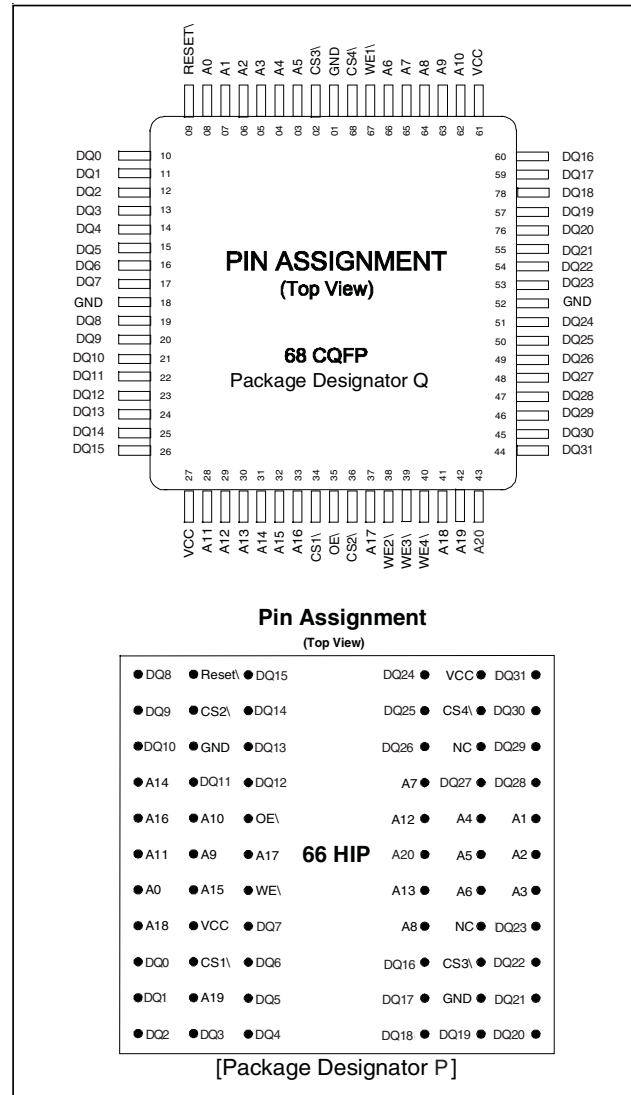 RESET\ A0 A1 A2 A3 A4 A5 CS3\ GND CS4\ WE1\ A6 A7 A8 A9 A10 VCC
09 08 07 06 05 04 03 02 01 68 67 66 65 64 63 62 61
DQ0 10 60 DQ16
DQ1 11 59 DQ17
DQ2 12 78 DQ18
DQ3 13 57 DQ19
DQ4 14 76 DQ20
DQ5 15 55 DQ21
DQ6 16 54 DQ22
DQ7 17 53 DQ23
GND 18 52 GND
DQ8 19 51 DQ24
DQ9 20 50 DQ25
DQ10 21 49 DQ26
DQ11 22 48 DQ27
DQ12 23 47 DQ28
DQ13 24 46 DQ29
DQ14 25 45 DQ30
DQ15 26 44 DQ31
PIN ASSIGNMENT
(Top View)
68 CQFP
Package Designator Q
27 28 29 30 31 32 33 34 35 36 37 38 39 40 41 42 43
VCC A11 A12 A13 A14 A15 A16 CS1\ OE\ CS2\ A17 WE2\ WE3\ WE4\ A18 A19 A20
Pin Assignment
(Top View)
DQ8 Reset\ DQ15 DQ24 VCC DQ31
DQ9 CS2\ DQ14 DQ25 CS4\ DQ30
DQ10 GND DQ13 DQ26 NC DQ29
A14 DQ11 DQ12 A7 DQ27 DQ28
A16 A10 OE\ A12 A4 A1
A11 A9 A17 66 HIP A20 A5 A2
A0 A15 WE\ A13 A6 A3
A18 VCC DQ7 A8 NC DQ23
DQ0 CS1\ DQ6 DQ16 CS3\ DQ22
DQ1 A19 DQ5 DQ17 GND DQ21
DQ2 DQ3 DQ4 DQ18 DQ19 DQ20
[Package Designator P]